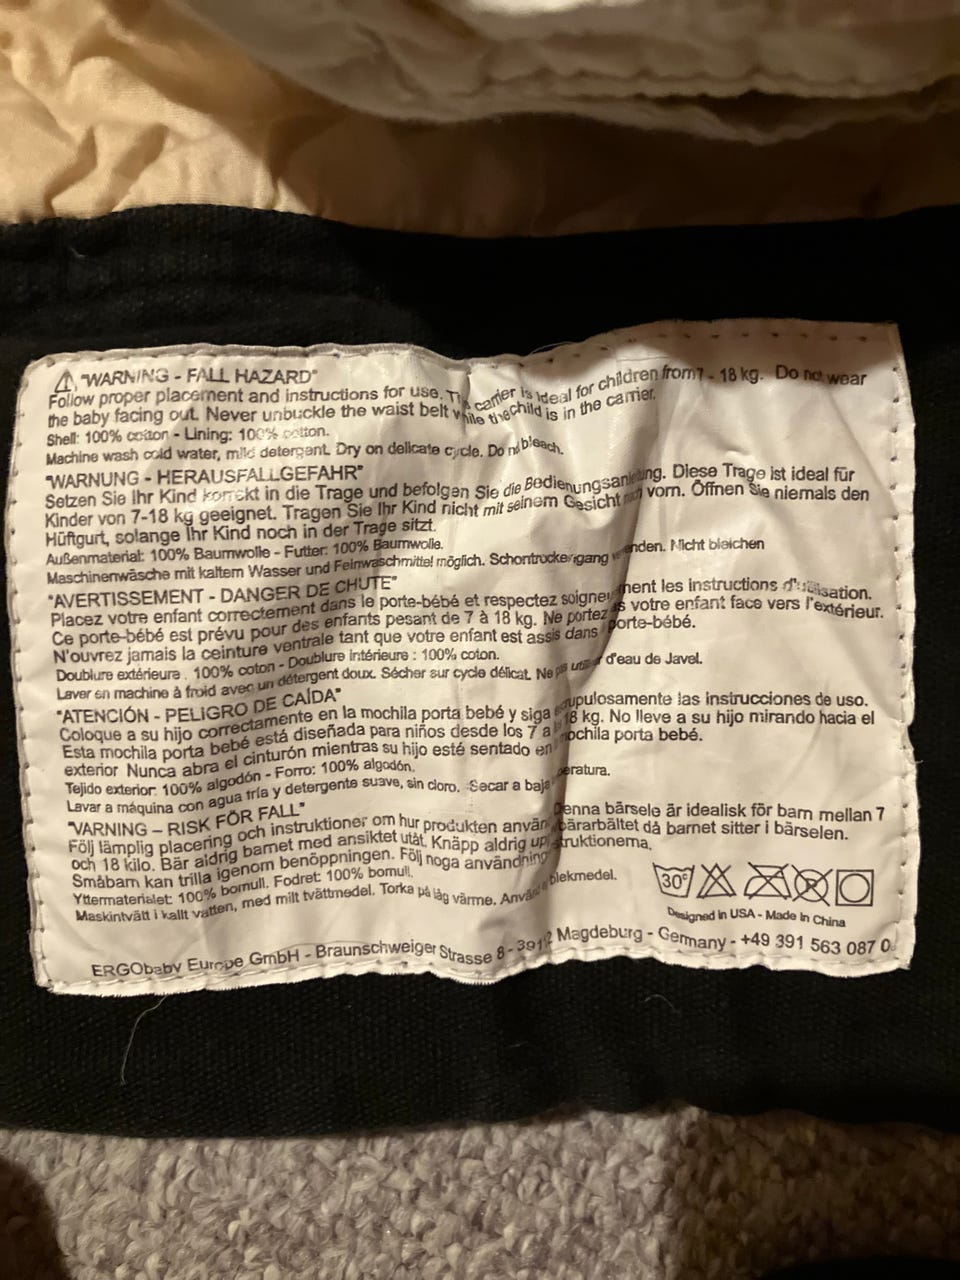 "WARNING - FALL HAZARD"
Follow proper placement and instructions for use. The carrier is ideal for children from 7 - 18 kg. Do not wear
the baby facing out. Never unbuckle the waist belt while the child is in the carrier.
Shell: 100% cotton - Lining: 100% cotton.
Machine wash cold water, mild detergent. Dry on delicate cycle. Do not bleach.
"WARNUNG - HERAUSFALLGEFAHR"
Setzen Sie Ihr Kind korrekt in die Trage und befolgen Sie die Bedienungsanleitung. Diese Trage ist ideal für
Kinder von 7-18 kg geeignet. Tragen Sie Ihr Kind nicht mit seinem Gesicht nach vorn. Öffnen Sie niemals den
Hüftgurt, solange Ihr Kind noch in der Trage sitzt.
Außenmaterial: 100% Baumwolle - Futter: 100% Baumwolle.
Maschinenwäsche mit kaltem Wasser und Feinwaschmittel möglich. Schontrockengang wenden. Nicht bleichen
"AVERTISSEMENT - DANGER DE CHUTE"
Placez votre enfant correctement dans le porte-bébé et respectez soigneusement les instructions d'utilisation.
Ce porte-bébé est prévu pour des enfants pesant de 7 à 18 kg. Ne portez pas votre enfant face vers l'extérieur.
N'ouvrez jamais la ceinture ventrale tant que votre enfant est assis dans porte-bébé.
Doublure extérieure . 100% coton - Doublure intérieure : 100% coton.
Laver en machine à froid avec un détergent doux. Sécher sur cycle délicat. Ne pas utiliser d'eau de Javel.
"ATENCIÓN - PELIGRO DE CAÍDA"
Coloque a su hijo correctamente en la mochila porta bebé y siga escrupulosamente las instrucciones de uso.
Esta mochila porta bebé está diseñada para niños desde los 7 a 18 kg. No lleve a su hijo mirando hacia el
exterior Nunca abra el cinturón mientras su hijo esté sentado en mochila porta bebé.
Tejido exterior: 100% algodón - Forro: 100% algodón.
Lavar a máquina con agua fría y detergente suave, sin cloro. Secar a baja temperatura.
"VARNING – RISK FÖR FALL"
Följ lämplig placering och instruktioner om hur produkten använ Denna bärsele är idealisk för barn mellan 7
och 18 kilo. Bär aldrig barnet med ansiktet utåt. Knäpp aldrig upp bärarbältet då barnet sitter i bärselen.
Småbarn kan trilla igenom benöppningen. Följ noga användning struktionerna.
Yttermaterialet: 100% bomull. Fodret: 100% bomull.
Maskintvätt i kallt vatten, med milt tvättmedel. Torka på låg värme. Använd blekmedel.
30°
Designed in USA - Made in China
ERGObaby Europe GmbH - Braunschweiger Strasse 8 - 39112 Magdeburg - Germany - +49 391 563 087 0